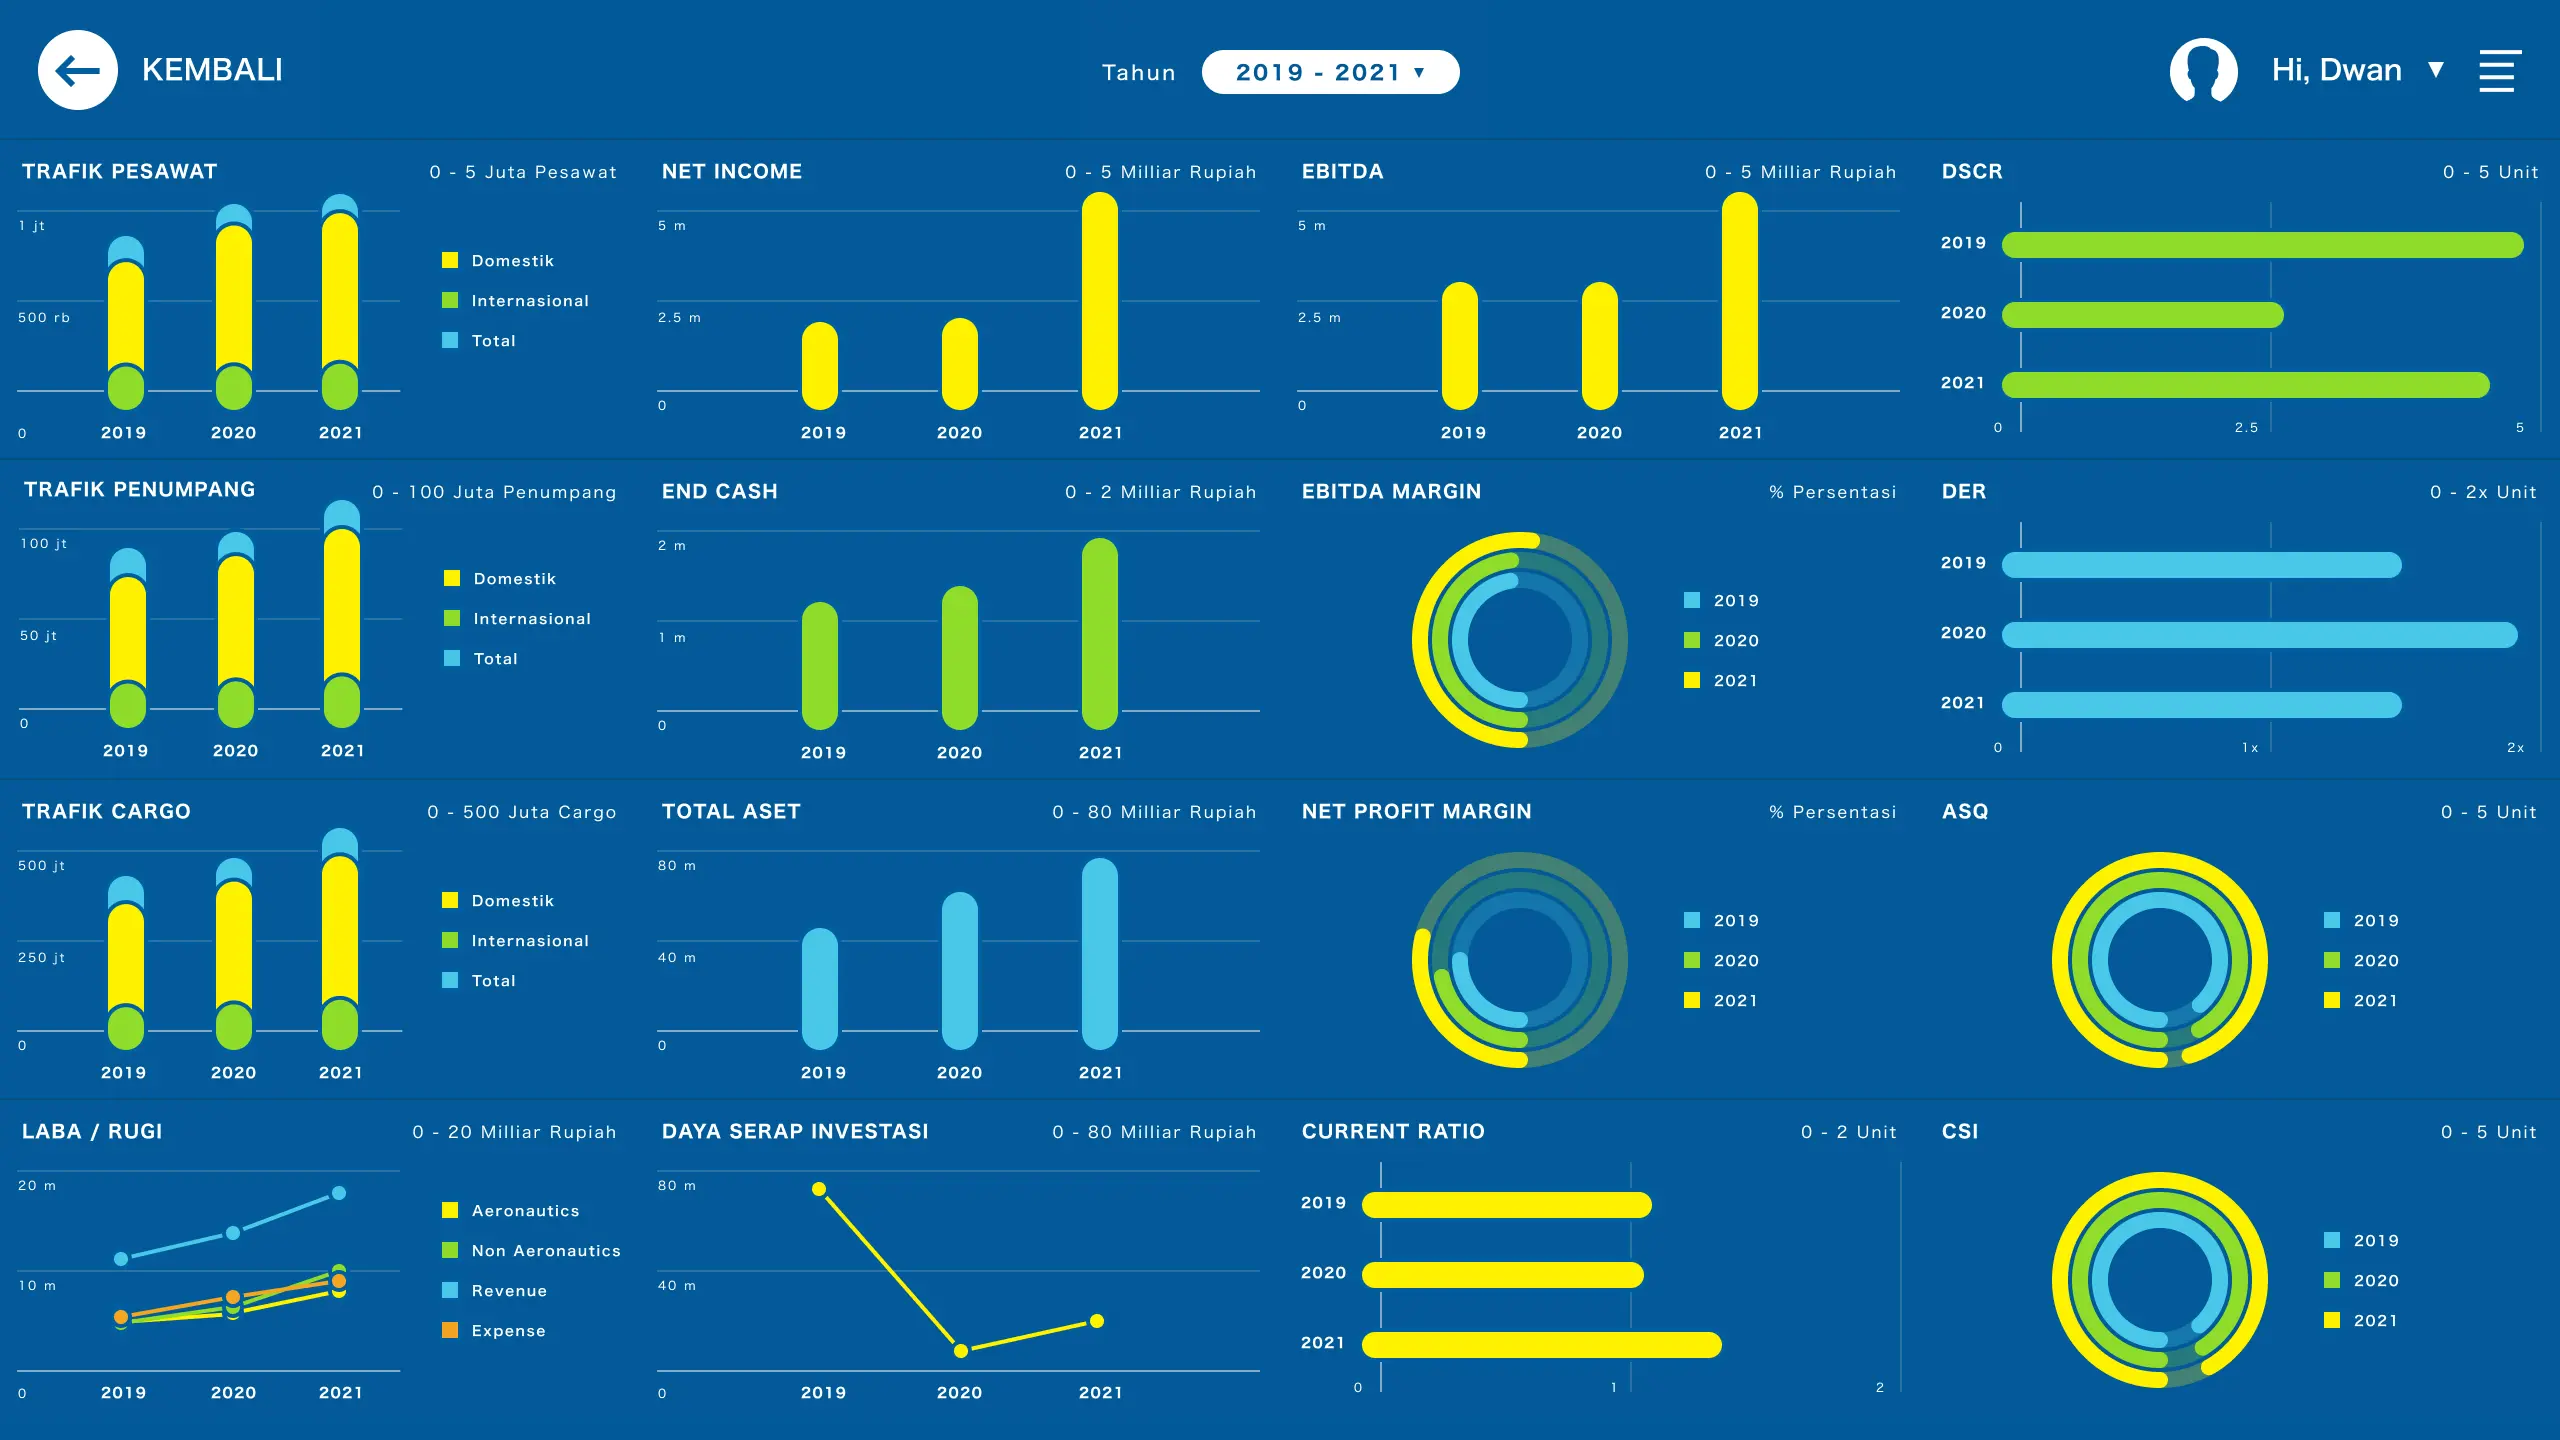 KEMBALI
Tahun 2019 - 2021 ▼
Hi, Dwan ▼
TRAFIK PESAWAT 0 - 5 Juta Pesawat
1 jt
500 rb
0
2019 2020 2021
Domestik
Internasional
Total
NET INCOME 0 - 5 Milliar Rupiah
5 m
2.5 m
0
2019 2020 2021
EBITDA 0 - 5 Milliar Rupiah
5 m
2.5 m
0
2019 2020 2021
DSCR 0 - 5 Unit
2019
2020
2021
0 2.5 5
TRAFIK PENUMPANG 0 - 100 Juta Penumpang
100 jt
50 jt
0
2019 2020 2021
Domestik
Internasional
Total
END CASH 0 - 2 Milliar Rupiah
2 m
1 m
0
2019 2020 2021
EBITDA MARGIN % Persentasi
2019
2020
2021
DER 0 - 2x Unit
2019
2020
2021
0 1x 2x
TRAFIK CARGO 0 - 500 Juta Cargo
500 jt
250 jt
0
2019 2020 2021
Domestik
Internasional
Total
TOTAL ASET 0 - 80 Milliar Rupiah
80 m
40 m
0
2019 2020 2021
NET PROFIT MARGIN % Persentasi
2019
2020
2021
ASQ 0 - 5 Unit
2019
2020
2021
LABA / RUGI 0 - 20 Milliar Rupiah
20 m
10 m
0
2019 2020 2021
Aeronautics
Non Aeronautics
Revenue
Expense
DAYA SERAP INVESTASI 0 - 80 Milliar Rupiah
80 m
40 m
0
2019 2020 2021
CURRENT RATIO 0 - 2 Unit
2019
2020
2021
0 1 2
CSI 0 - 5 Unit
2019
2020
2021